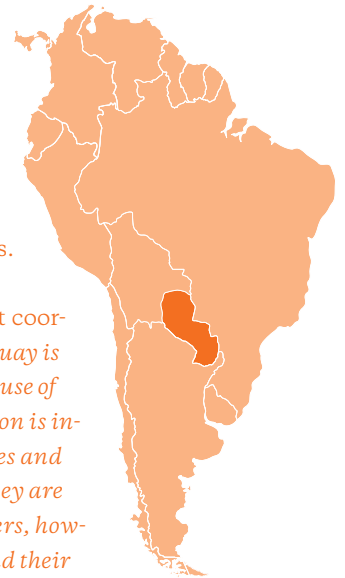 s.
t coor-
uay is
use of
on is in-
es and
ey are
ers, how-
d their